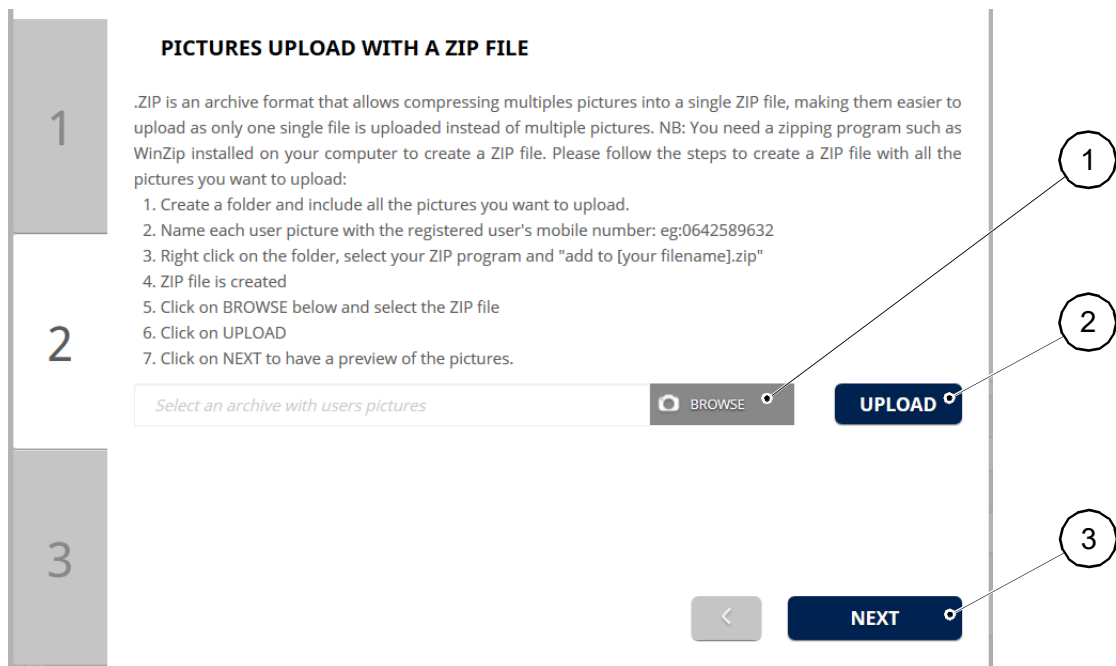 PICTURES UPLOAD WITH A ZIP FILE
.ZIP is an archive format that allows compressing multiples pictures into a single ZIP file, making them easier to
upload as only one single file is uploaded instead of multiple pictures. NB: You need a zipping program such as
WinZip installed on your computer to create a ZIP file. Please follow the steps to create a ZIP file with all the
pictures you want to upload:
1. Create a folder and include all the pictures you want to upload.
2. Name each user picture with the registered user's mobile number: eg:0642589632
3. Right click on the folder, select your ZIP program and "add to [your filename].zip"
4. ZIP file is created
5. Click on BROWSE below and select the ZIP file
6. Click on UPLOAD
7. Click on NEXT to have a preview of the pictures.
Select an archive with users pictures
BROWSE
UPLOAD
NEXT
1
2
3
1
2
3